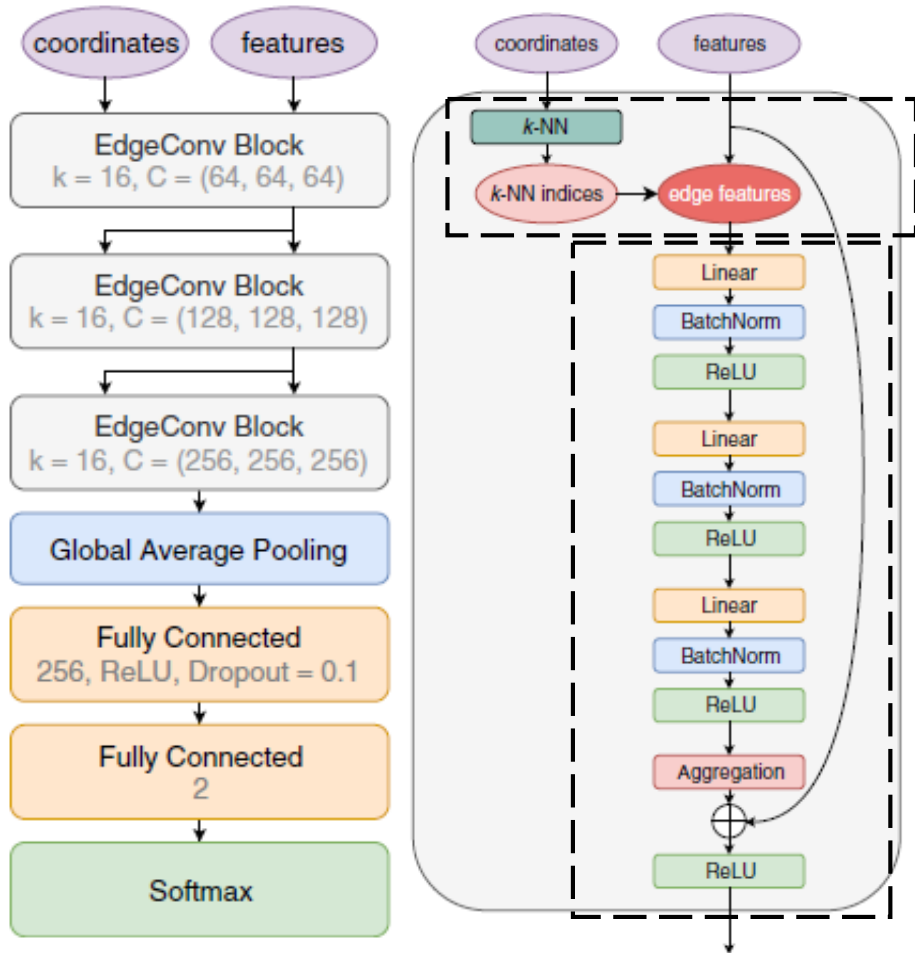 coordinates
features
EdgeConv Block
k = 16, C = (64, 64, 64)
EdgeConv Block
k = 16, C = (128, 128, 128)
EdgeConv Block
k = 16, C = (256, 256, 256)
Global Average Pooling
Fully Connected
256, ReLU, Dropout = 0.1
Fully Connected
2
Softmax
coordinates
features
k-NN
k-NN indices
edge features
Linear
BatchNorm
ReLU
Linear
BatchNorm
ReLU
Linear
BatchNorm
ReLU
Aggregation
ReLU